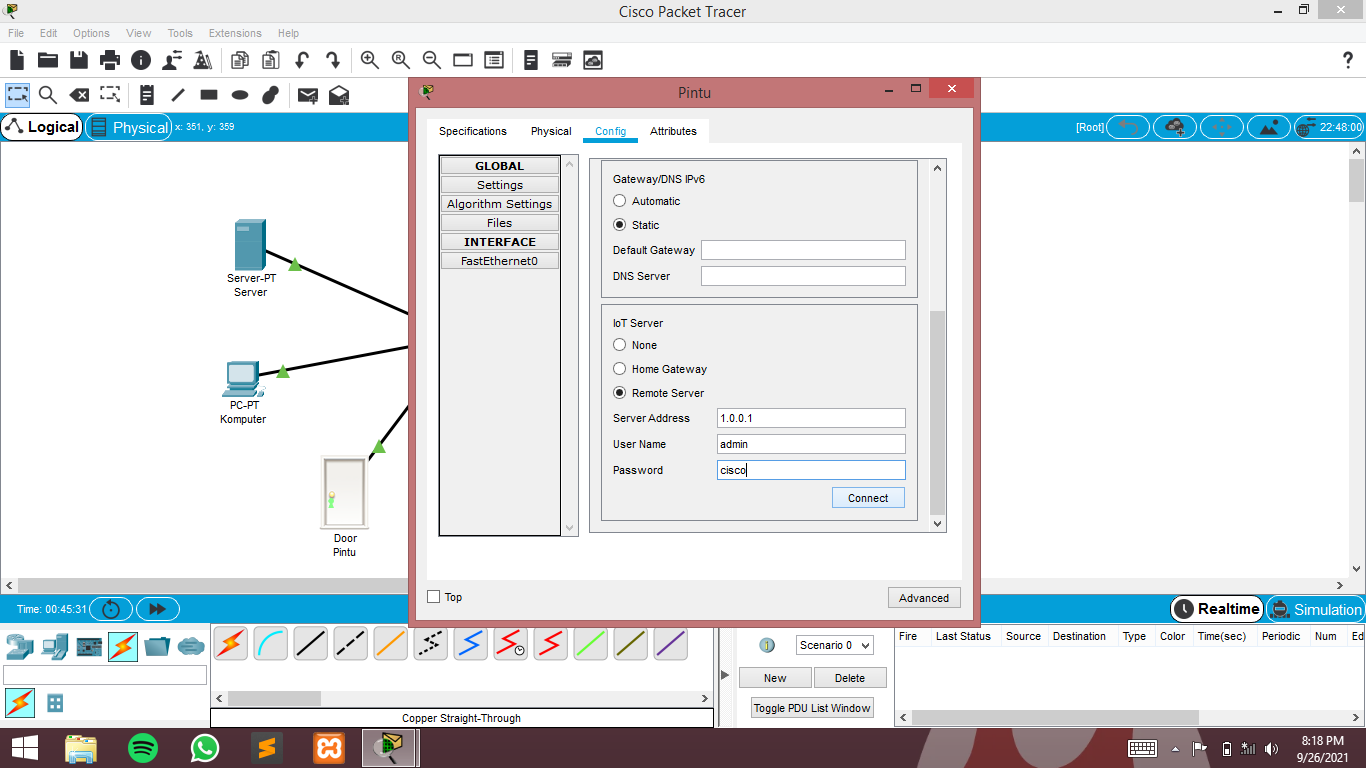 Cisco Packet Tracer
File Edit Options View Tools Extensions Help
Logical
Physical
x: 351, y: 359
[Root]
22:48:00
Server-PT
Server
PC-PT
Komputer
Door
Pintu
Pintu
Specifications Physical Config Attributes
GLOBAL
Settings
Algorithm Settings
Files
INTERFACE
FastEthernet0
Gateway/DNS IPv6
Automatic
Static
Default Gateway
DNS Server
IoT Server
None
Home Gateway
Remote Server
Server Address 1.0.0.1
User Name admin
Password cisco
Connect
Top
Advanced
Time: 00:45:31
Realtime
Simulation
Copper Straight-Through
Scenario 0
New Delete
Toggle PDU List Window
Fire Last Status Source Destination Type Color Time(sec) Periodic Num Ed
8:18 PM
9/26/2021